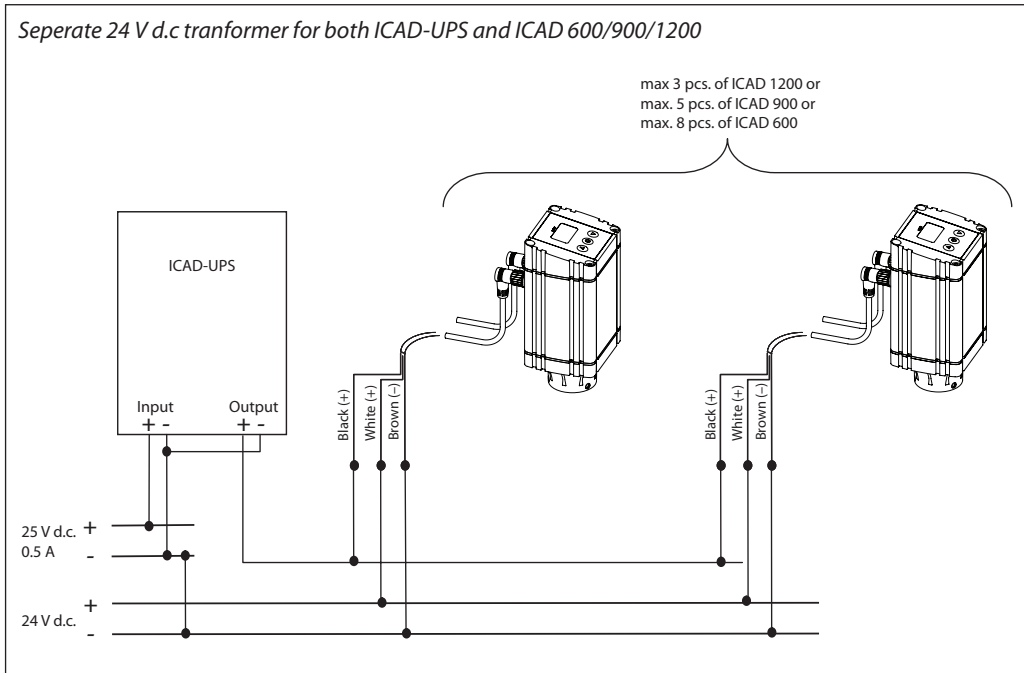 Seperate 24 V d.c tranformer for both ICAD-UPS and ICAD 600/900/1200
max 3 pcs. of ICAD 1200 or
max. 5 pcs. of ICAD 900 or
max. 8 pcs. of ICAD 600
ICAD-UPS
Input Output
+ - + -
Black (+)
White (+)
Brown (–)
Black (+)
White (+)
Brown (–)
25 V d.c. +
0.5 A -
+
24 V d.c.
-